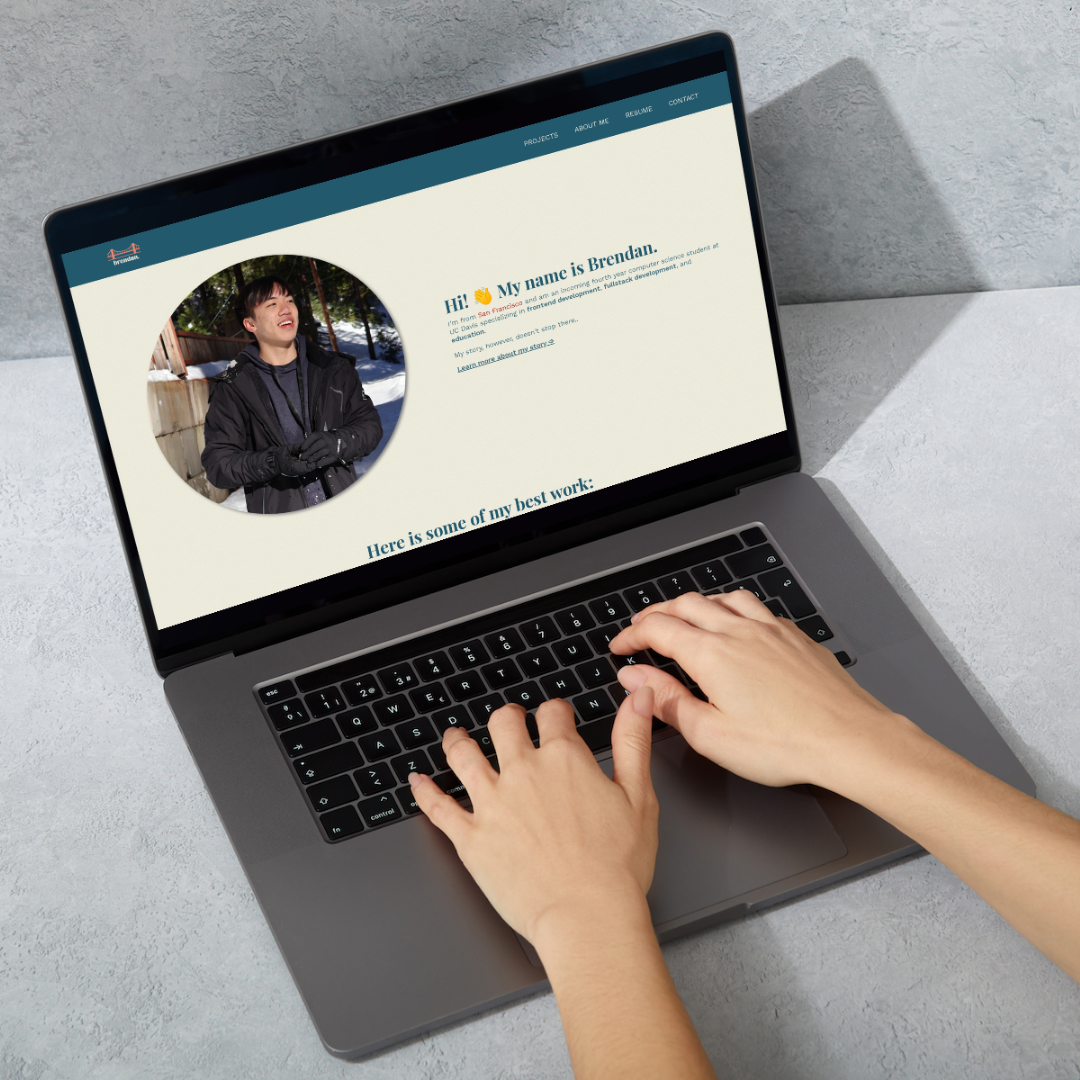 PROJECTS ABOUT ME RESUME CONTACT
brendan.
Hi! 👋 My name is Brendan.
I'm from San Francisco and am an incoming fourth year computer science student at
UC Davis specializing in frontend development, fullstack development, and
education.
My story, however, doesn't stop there..
Learn more about my story →
Here is some of my best work:
esc
1 2 3 4 5 6 7 8 9 0 ? ¿
Q W E R T Y U I
A S D F G H J K
> < Z C N
fn control